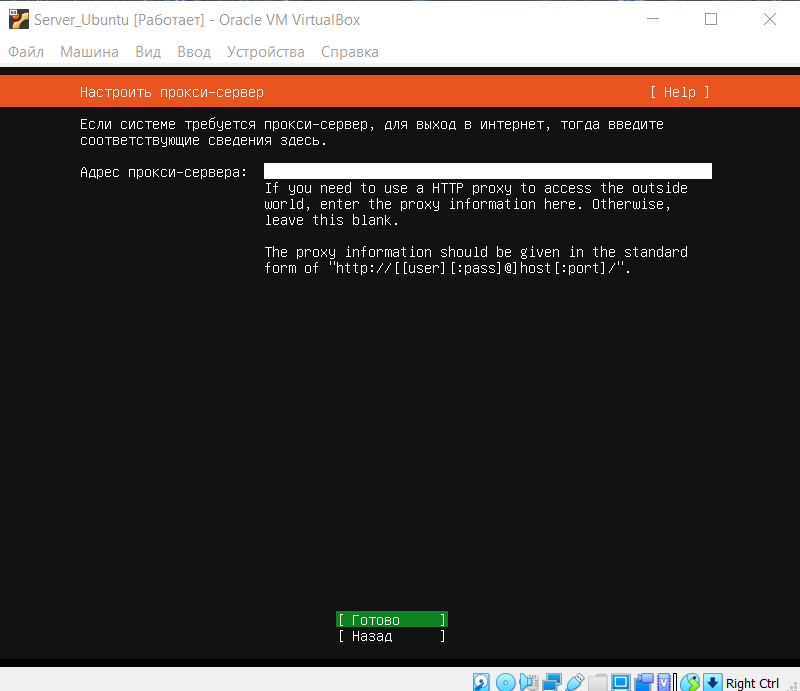 Server_Ubuntu [Работает] - Oracle VM VirtualBox
Файл Машина Вид Ввод Устройства Справка
Настроить прокси-сервер [ Help ]
Если системе требуется прокси-сервер, для выход в интернет, тогда введите
соответствующие сведения здесь.
Адрес прокси-сервера:
If you need to use a HTTP proxy to access the outside
world, enter the proxy information here. Otherwise,
leave this blank.
The proxy information should be given in the standard
form of "http://[[user][:pass]@]host[:port]/".
[ Готово ]
[ Назад ]
Right Ctrl